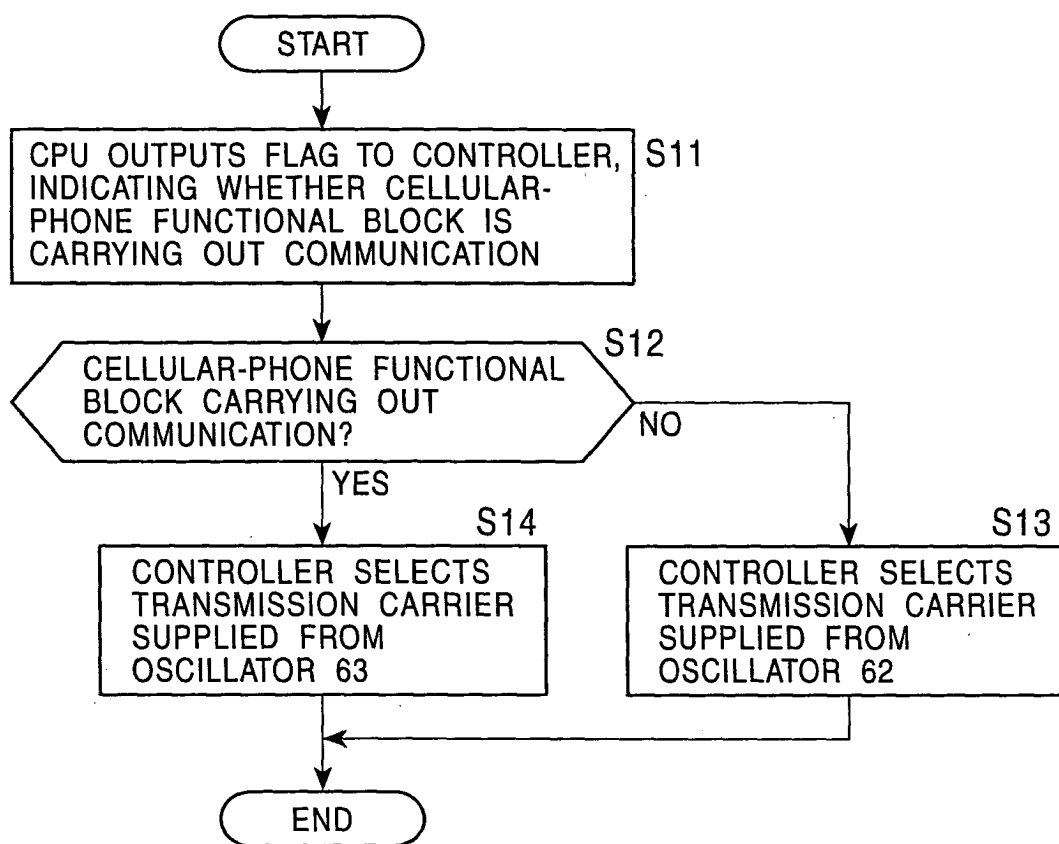 START
CPU OUTPUTS FLAG TO CONTROLLER,
INDICATING WHETHER CELLULAR-
PHONE FUNCTIONAL BLOCK IS
CARRYING OUT COMMUNICATION
S11
S12
CELLULAR-PHONE FUNCTIONAL
BLOCK CARRYING OUT
COMMUNICATION?
NO
YES
S14
CONTROLLER SELECTS
TRANSMISSION CARRIER
SUPPLIED FROM
OSCILLATOR 63
S13
CONTROLLER SELECTS
TRANSMISSION CARRIER
SUPPLIED FROM
OSCILLATOR 62
END